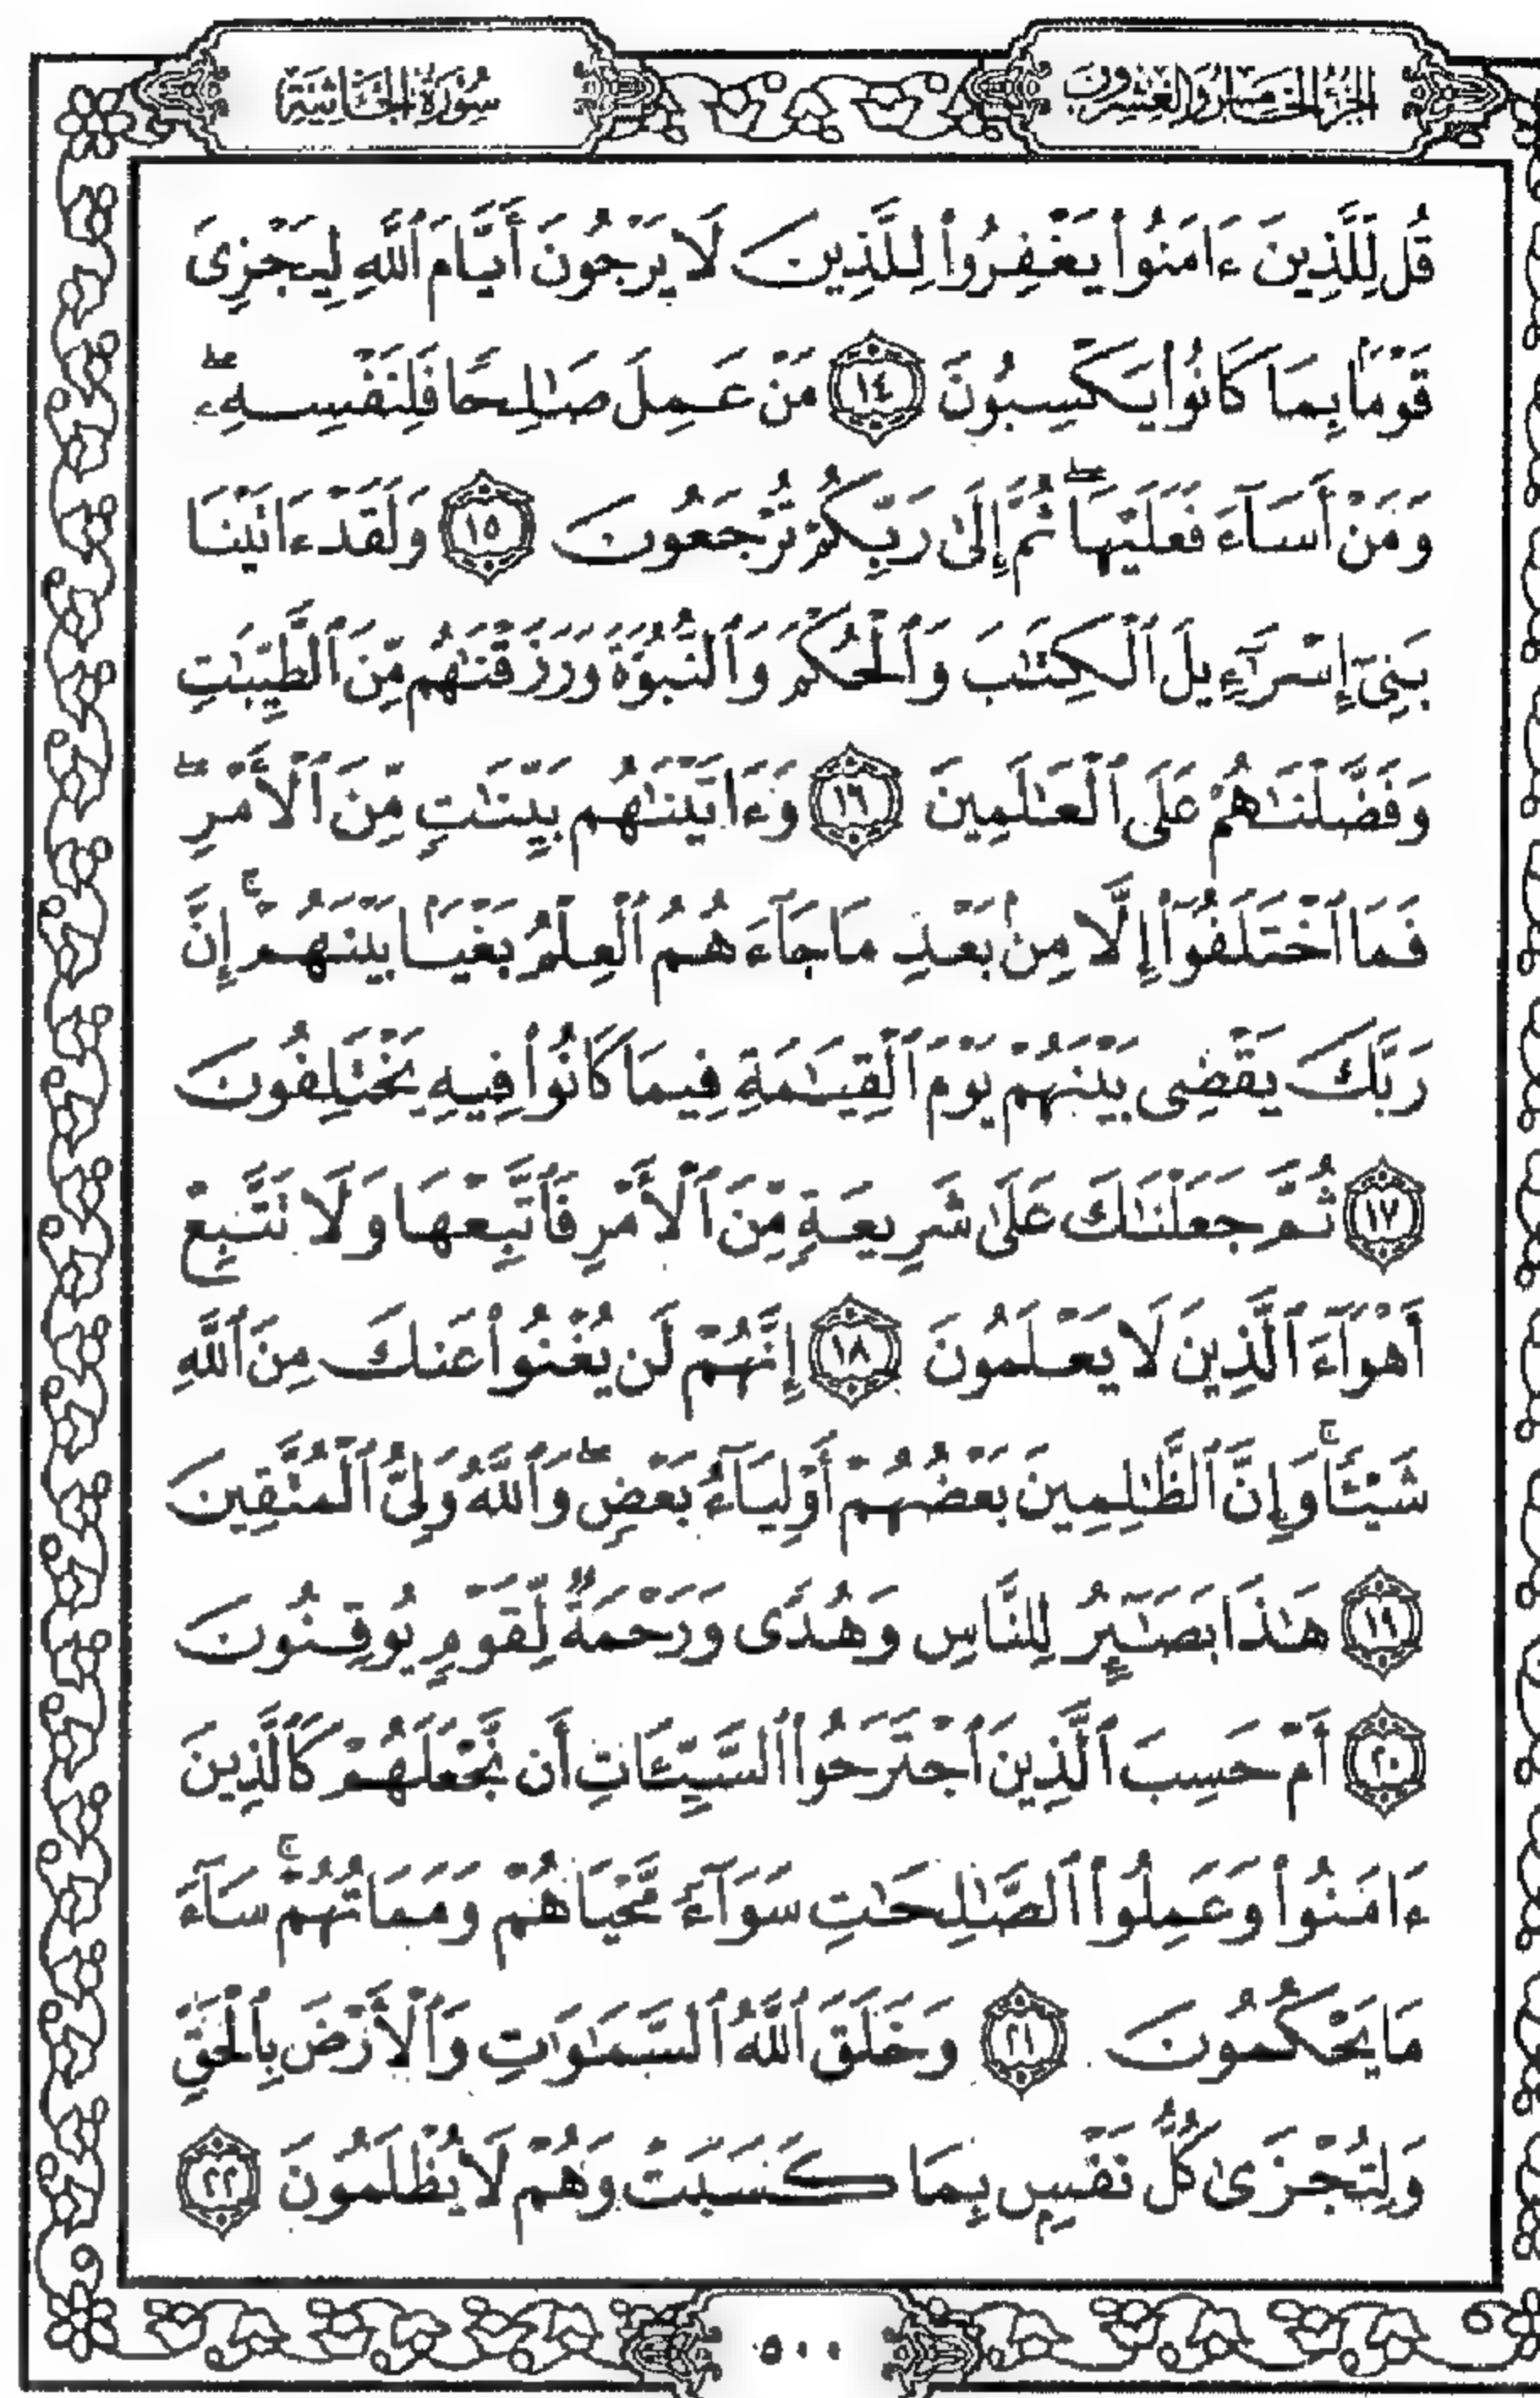 الجزء الخامس والعشرون
سورة الجاثية
قُل لِّلَّذِينَ ءَامَنُوا۟ يَغْفِرُوا۟ لِلَّذِينَ لَا يَرْجُونَ أَيَّامَ ٱللَّهِ لِيَجْزِىَ
قَوْمًۢا بِمَا كَانُوا۟ يَكْسِبُونَ ١٤ مَنْ عَمِلَ صَٰلِحًا فَلِنَفْسِهِۦ ۖ
وَمَنْ أَسَآءَ فَعَلَيْهَا ۖ ثُمَّ إِلَىٰ رَبِّكُمْ تُرْجَعُونَ ١٥ وَلَقَدْ ءَاتَيْنَا
بَنِىٓ إِسْرَٰٓءِيلَ ٱلْكِتَٰبَ وَٱلْحُكْمَ وَٱلنُّبُوَّةَ وَرَزَقْنَٰهُم مِّنَ ٱلطَّيِّبَٰتِ
وَفَضَّلْنَٰهُمْ عَلَى ٱلْعَٰلَمِينَ ١٦ وَءَاتَيْنَٰهُم بَيِّنَٰتٍ مِّنَ ٱلْأَمْرِ ۖ
فَمَا ٱخْتَلَفُوٓا۟ إِلَّا مِنۢ بَعْدِ مَا جَآءَهُمُ ٱلْعِلْمُ بَغْيًۢا بَيْنَهُمْ ۚ إِنَّ
رَبَّكَ يَقْضِى بَيْنَهُمْ يَوْمَ ٱلْقِيَٰمَةِ فِيمَا كَانُوا۟ فِيهِ يَخْتَلِفُونَ
١٧ ثُمَّ جَعَلْنَٰكَ عَلَىٰ شَرِيعَةٍ مِّنَ ٱلْأَمْرِ فَٱتَّبِعْهَا وَلَا تَتَّبِعْ
أَهْوَآءَ ٱلَّذِينَ لَا يَعْلَمُونَ ١٨ إِنَّهُمْ لَن يُغْنُوا۟ عَنكَ مِنَ ٱللَّهِ
شَيْـًٔا ۚ وَإِنَّ ٱلظَّٰلِمِينَ بَعْضُهُمْ أَوْلِيَآءُ بَعْضٍ ۖ وَٱللَّهُ وَلِىُّ ٱلْمُتَّقِينَ
١٩ هَٰذَا بَصَٰٓئِرُ لِلنَّاسِ وَهُدًى وَرَحْمَةٌ لِّقَوْمٍ يُوقِنُونَ
٢٠ أَمْ حَسِبَ ٱلَّذِينَ ٱجْتَرَحُوا۟ ٱلسَّيِّـَٔاتِ أَن نَّجْعَلَهُمْ كَٱلَّذِينَ
ءَامَنُوا۟ وَعَمِلُوا۟ ٱلصَّٰلِحَٰتِ سَوَآءً مَّحْيَاهُمْ وَمَمَاتُهُمْ ۚ سَآءَ
مَا يَحْكُمُونَ ٢١ وَخَلَقَ ٱللَّهُ ٱلسَّمَٰوَٰتِ وَٱلْأَرْضَ بِٱلْحَقِّ
وَلِتُجْزَىٰ كُلُّ نَفْسٍۭ بِمَا كَسَبَتْ وَهُمْ لَا يُظْلَمُونَ ٢٢
٥٠٠